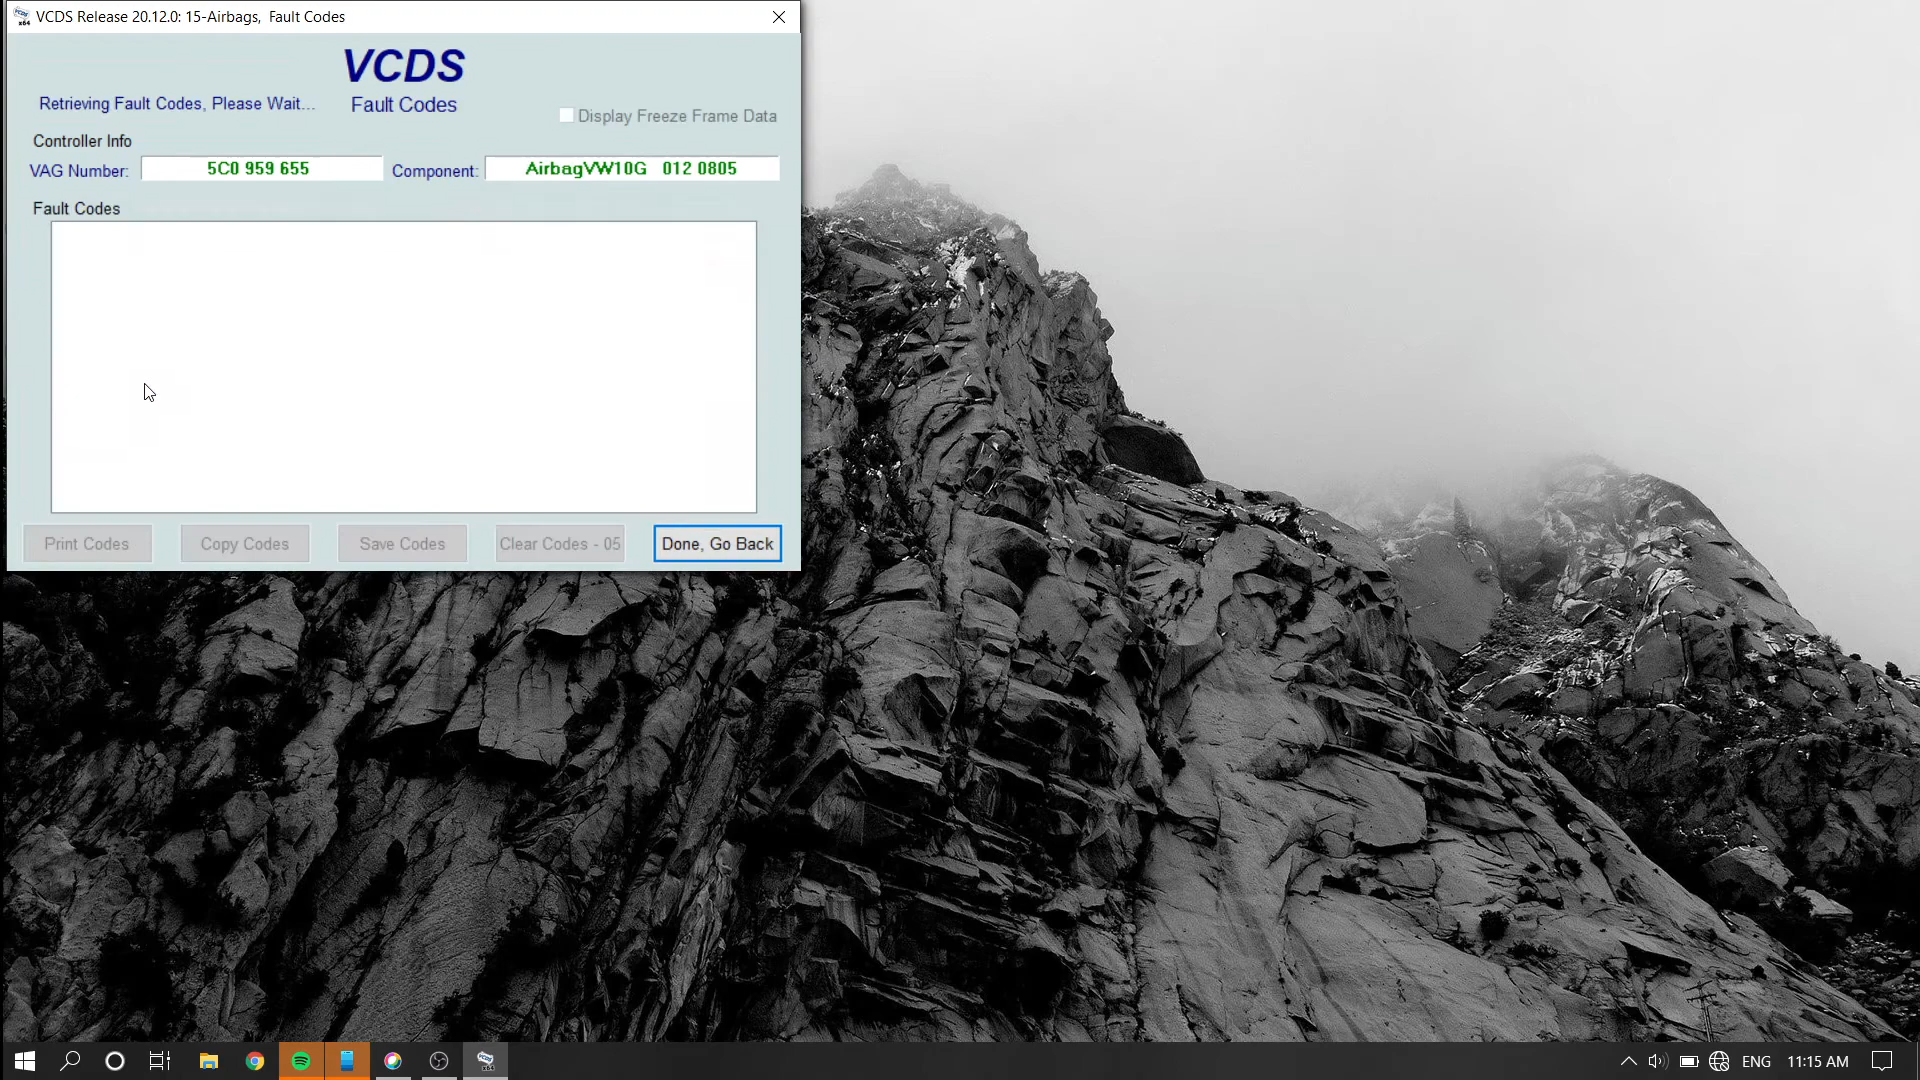 VCDS Release 20.12.0: 15-Airbags,  Fault Codes
VCDS
Retrieving Fault Codes, Please Wait...
Fault Codes
Display Freeze Frame Data
Controller Info
VAG Number:
5C0 959 655
Component:
AirbagVW10G   012 0805
Fault Codes
Print Codes
Copy Codes
Save Codes
Clear Codes - 05
Done, Go Back
ENG
11:15 AM